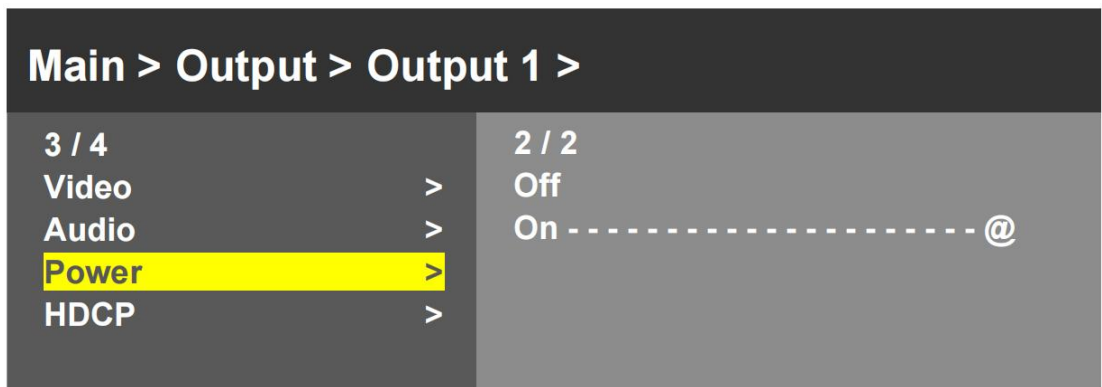 Main > Output > Output 1 >
3 / 4
Video >
Audio >
Power >
HDCP >
2 / 2
Off
On - - - - - - - - - - - - - - - - - - - - - @